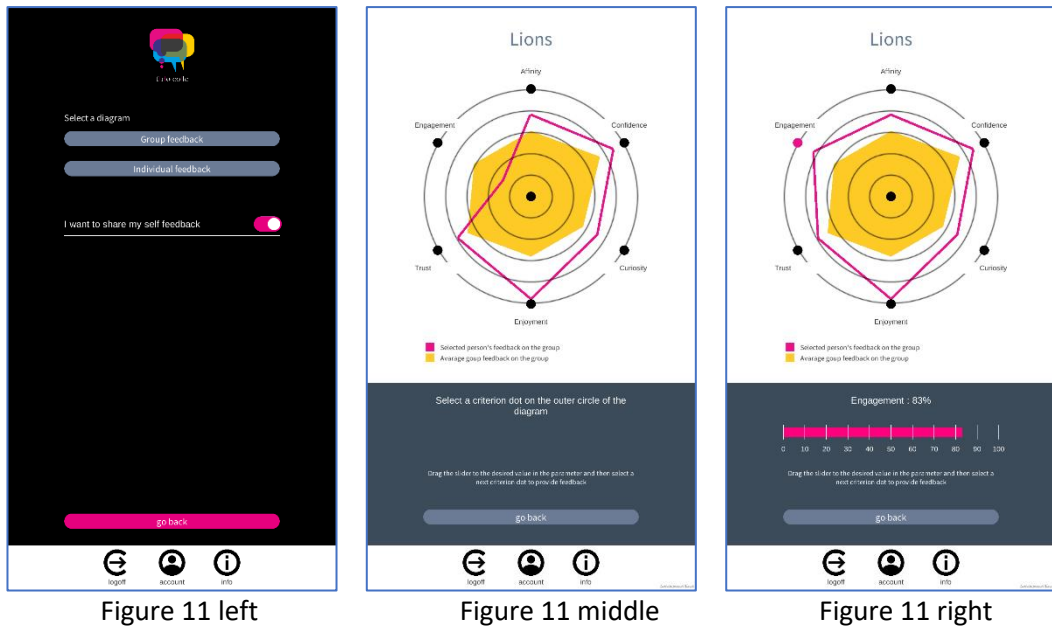 Select a diagram
Group feedback
Individual feedback
I want to share my self feedback
go back
logoff
account
info
Figure 11 left
Lions
Affinity
Engagement
Confidence
Trust
Curiosity
Enjoyment
Selected person's feedback on the group
Avarage goup feedback on the group
Select a criterion dot on the outer circle of the
diagram
Drag the slider to the desired value in the parameter and then select a
next criterion dot to provide feedback
go back
logoff
account
info
Figure 11 middle
Lions
Affinity
Engagement
Confidence
Trust
Curiosity
Enjoyment
Selected person's feedback on the group
Avarage goup feedback on the group
Engagement : 83%
0 10 20 30 40 50 60 70 80 90 100
Drag the slider to the desired value in the parameter and then select a
next criterion dot to provide feedback
go back
logoff
account
info
Figure 11 right